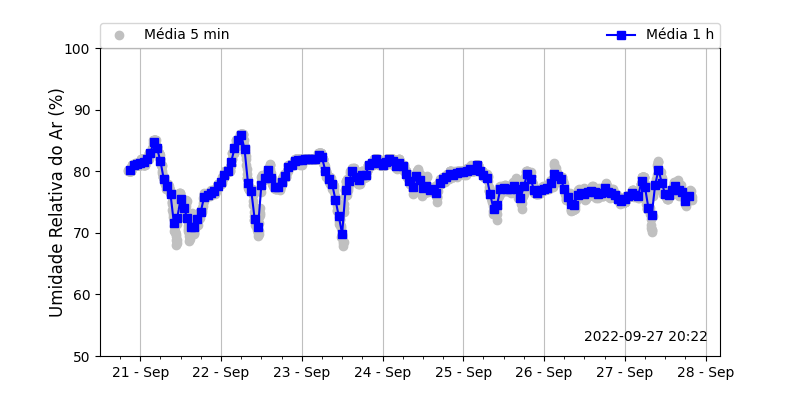 Média 5 min
Média 1 h
Umidade Relativa do Ar (%)
100
90
80
70
60
50
2022-09-27 20:22
21 - Sep
22 - Sep
23 - Sep
24 - Sep
25 - Sep
26 - Sep
27 - Sep
28 - Sep